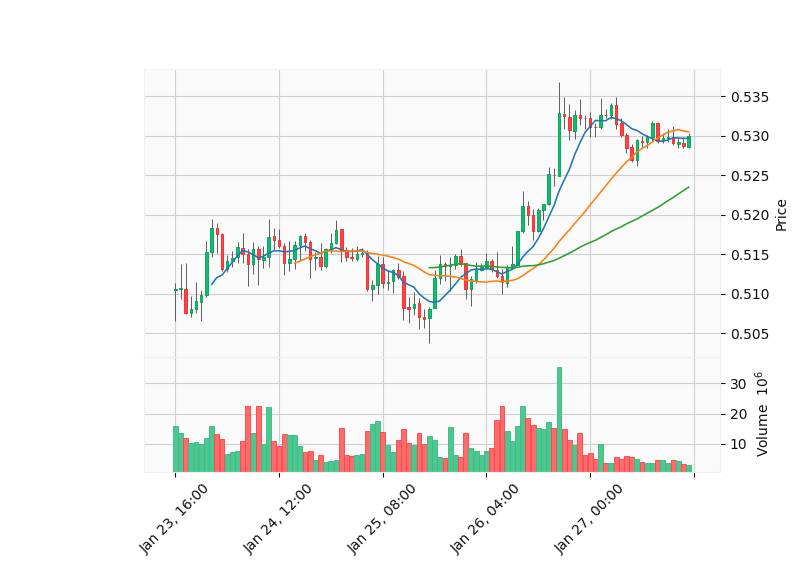 0.535
0.530
0.525
0.520
0.515
0.510
0.505
Price
30
20
10
Volume 10^6
Jan 23, 16:00
Jan 24, 12:00
Jan 25, 08:00
Jan 26, 04:00
Jan 27, 00:00